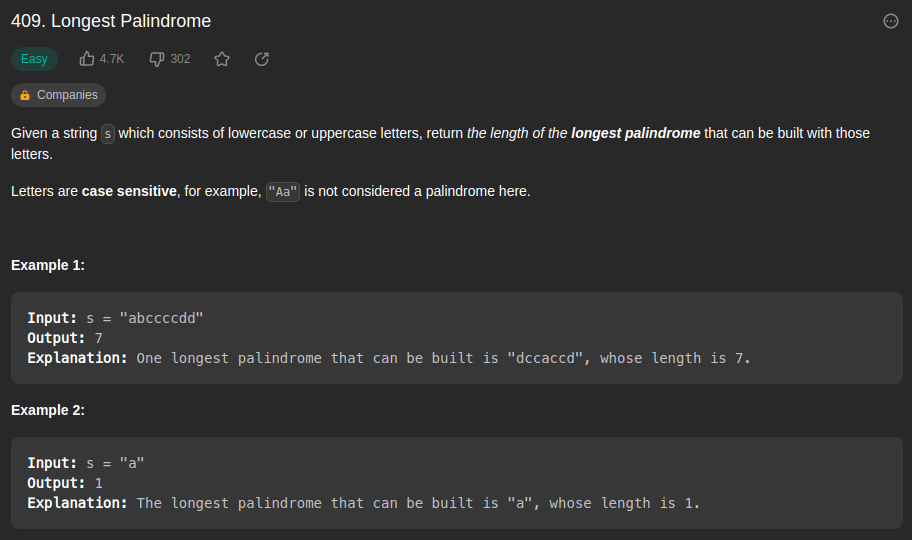 409. Longest Palindrome
Easy 4.7K 302
Companies
Given a string s which consists of lowercase or uppercase letters, return the length of the longest palindrome that can be built with those
letters.
Letters are case sensitive, for example, "Aa" is not considered a palindrome here.
Example 1:
Input: s = "abccccdd"
Output: 7
Explanation: One longest palindrome that can be built is "dccaccd", whose length is 7.
Example 2:
Input: s = "a"
Output: 1
Explanation: The longest palindrome that can be built is "a", whose length is 1.